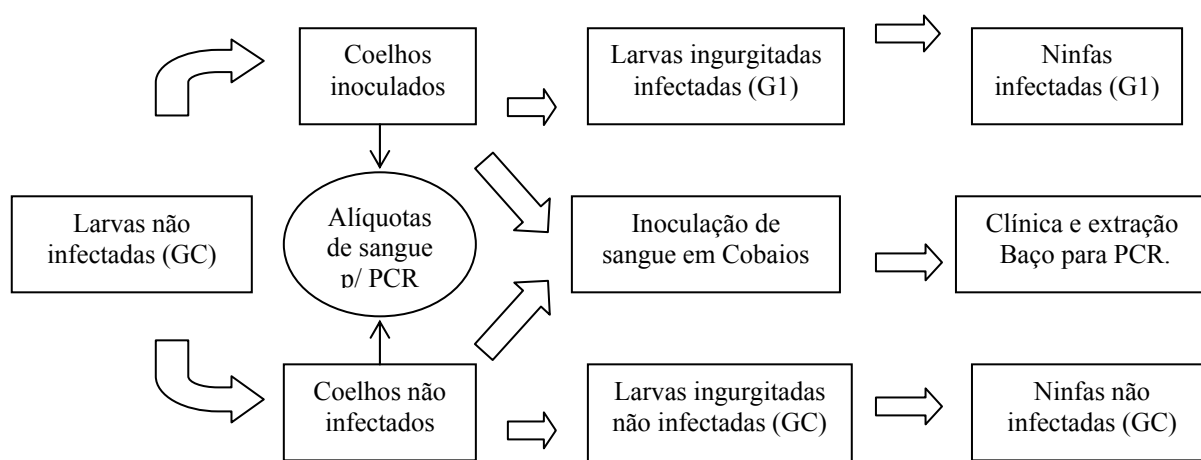 Coelhos
inoculados
Larvas ingurgitadas
infectadas (G1)
Ninfas
infectadas (G1)
Larvas não
infectadas (GC)
Alíquotas
de sangue
p/ PCR
Inoculação de
sangue em Cobaios
Clínica e extração
Baço para PCR.
Coelhos não
infectados
Larvas ingurgitadas
não infectadas (GC)
Ninfas não
infectadas (GC)